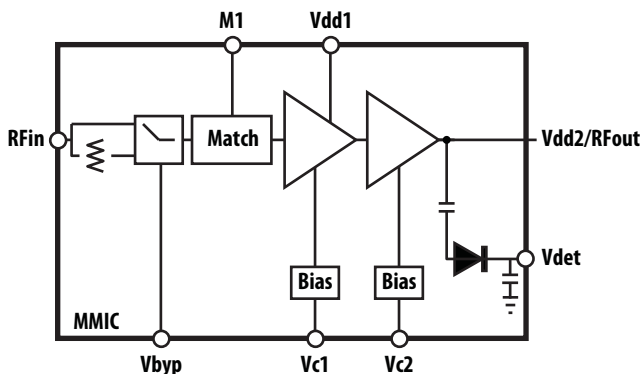 M1
Vdd1
RFin
Match
Vdd2/RFout
Vdet
Bias
Bias
MMIC
Vbyp
Vc1
Vc2